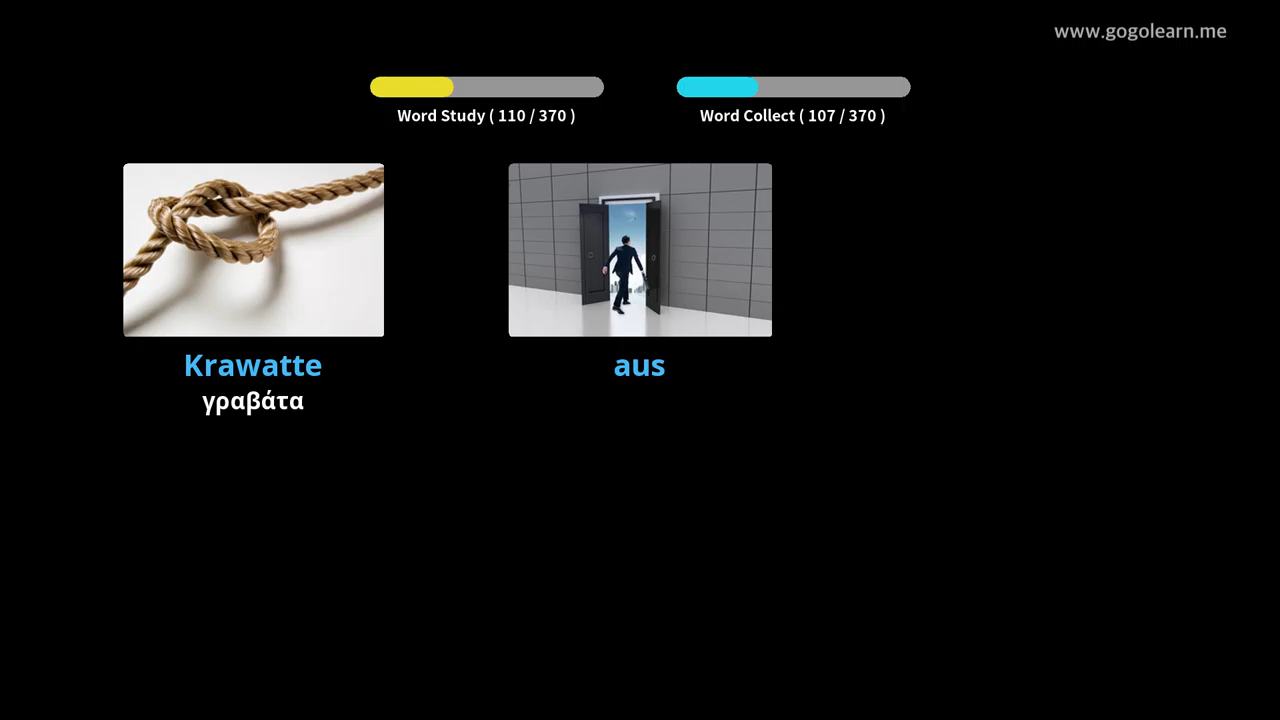 www.gogolearn.me
Word Study ( 110 / 370 )
Word Collect ( 107 / 370 )
Krawatte
γραβάτα
aus